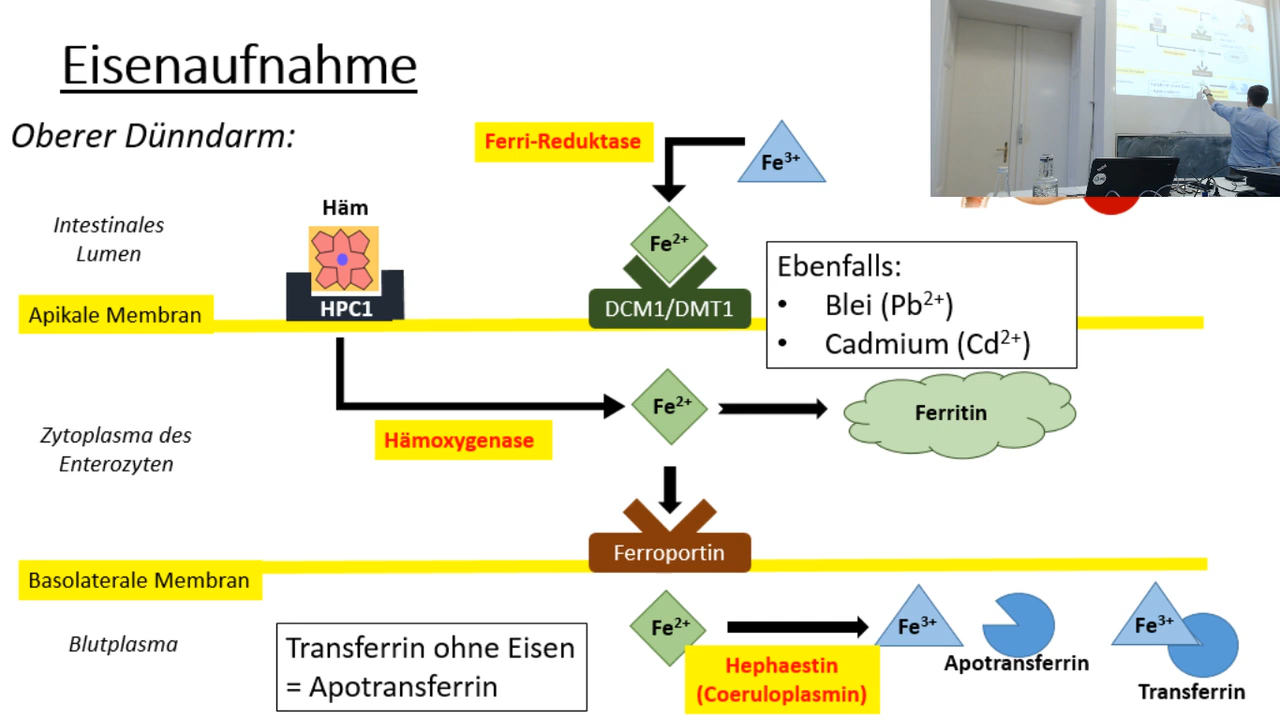 Eisenaufnahme
Oberer Dünndarm:
Ferri-Reduktase
Fe³⁺
Intestinales
Lumen
Häm
Fe²⁺
HPC1
DCM1/DMT1
Apikale Membran
Ebenfalls:
• Blei (Pb²⁺)
• Cadmium (Cd²⁺)
Zytoplasma des
Enterozyten
Hämoxygenase
Fe²⁺
Ferritin
Ferroportin
Basolaterale Membran
Blutplasma
Transferrin ohne Eisen
= Apotransferrin
Fe²⁺
Hephaestin
(Coeruloplasmin)
Fe³⁺
Apotransferrin
Fe³⁺
Transferrin